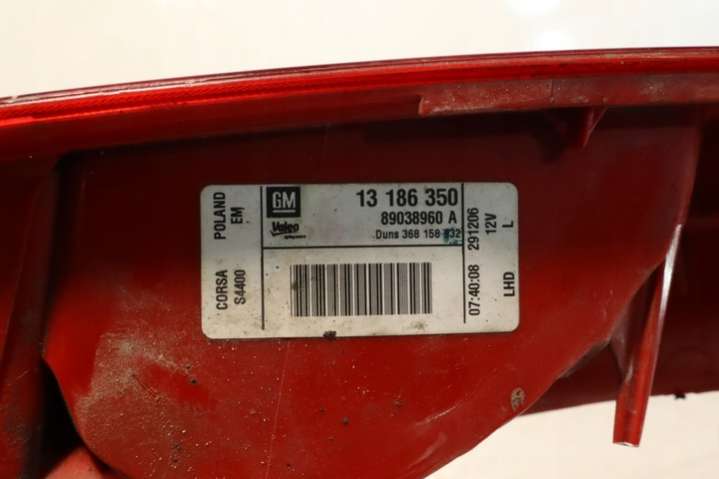 CORSA POLAND
S4400 EM
GM
Valeo
13 186 350
89038960 A
Duns 368 158 832
07:40:08 291206
12V
LHD L